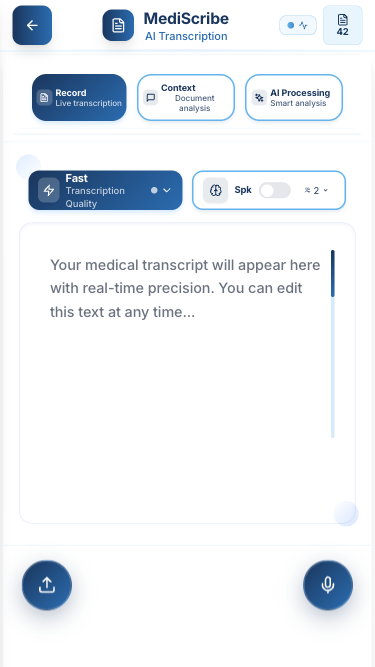 MediScribe
AI Transcription
42
Record
Live transcription
Context
Document
analysis
AI Processing
Smart analysis
Fast
Transcription
Quality
Spk
≈ 2
Your medical transcript will appear here
with real-time precision. You can edit
this text at any time...